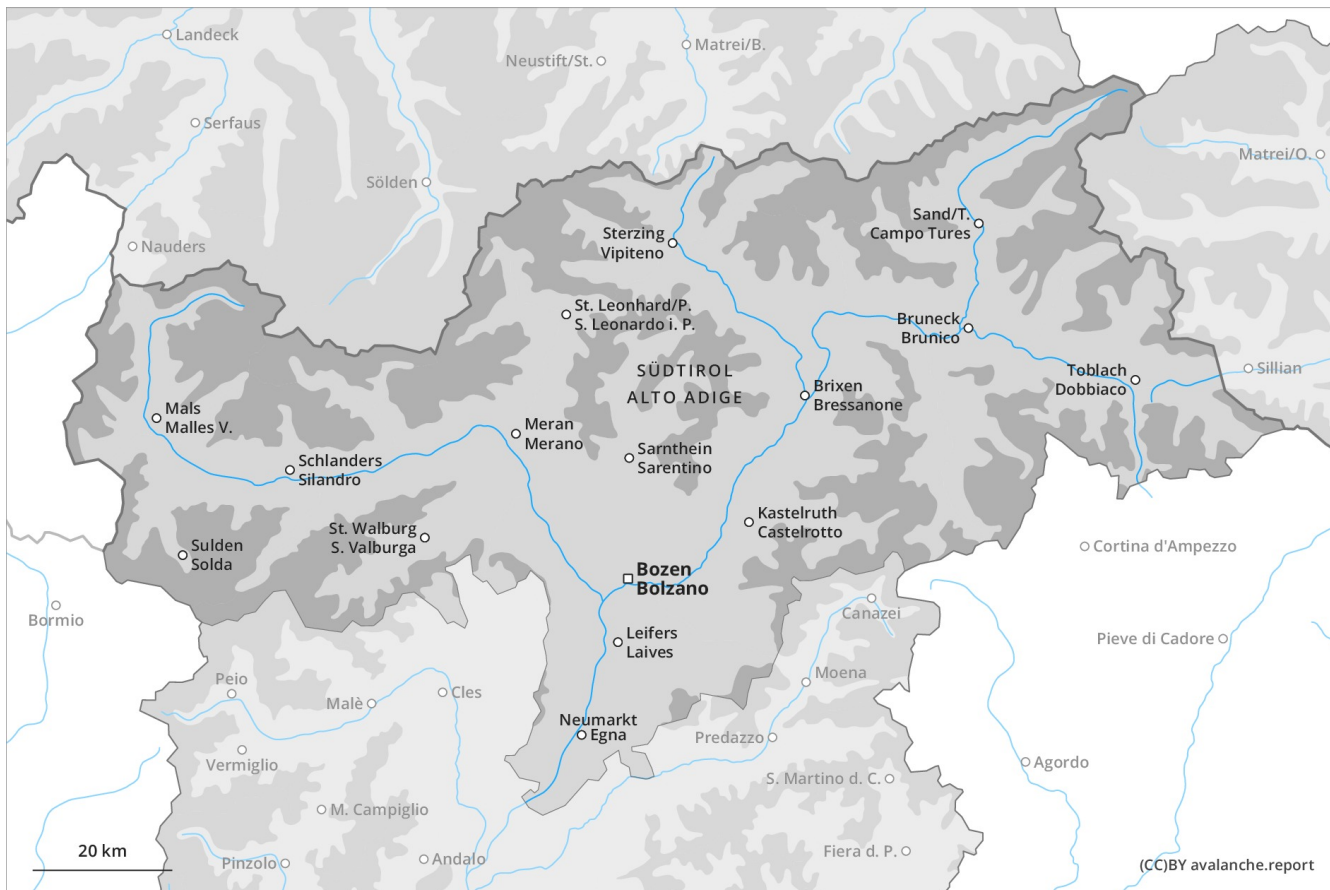 Landeck
Matrei/B.
Neustift/St.
Serfaus
Matrei/O.
Sölden
Sand/T.
Campo Tures
Sterzing
Vipiteno
Nauders
St. Leonhard/P.
S. Leonardo i. P.
Bruneck
Brunico
SÜDTIROL
ALTO ADIGE
Toblach
Dobbiaco
Sillian
Brixen
Bressanone
Mals
Malles V.
Meran
Merano
Schlanders
Silandro
Sarnthein
Sarentino
Kastelruth
Castelrotto
St. Walburg
S. Valburga
Sulden
Solda
Cortina d'Ampezzo
Bozen
Bolzano
Bormio
Canazei
Leifers
Laives
Pieve di Cadore
Peio
Moena
Malè
Cles
Neumarkt
Egna
Predazzo
Vermiglio
Agordo
S. Martino d. C.
M. Campiglio
20 km
Pinzolo
Andalo
Fiera d. P.
(CC)BY avalanche.report